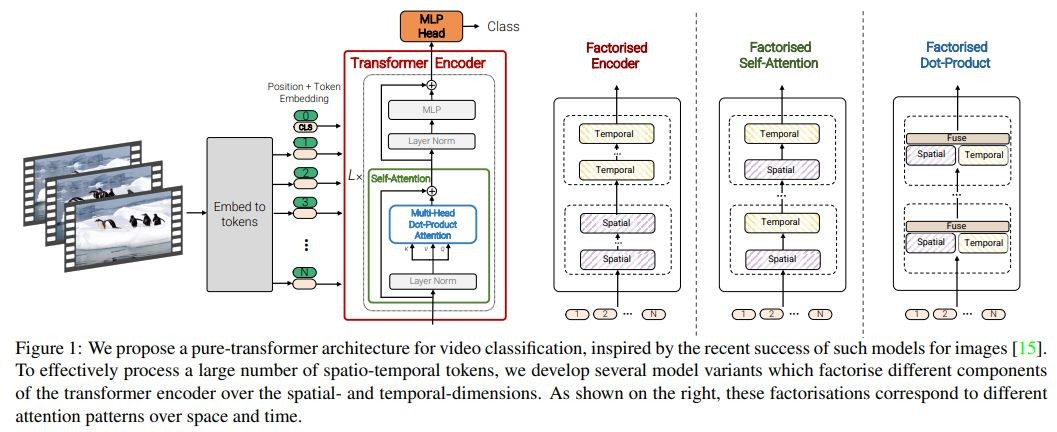 MLP
Head
Class
Transformer Encoder
Position + Token
Embedding
0
CLS
1
2
3
N
Embed to
tokens
L×
MLP
Layer Norm
Self-Attention
Multi-Head
Dot-Product
Attention
K V Q
Layer Norm
Factorised
Encoder
Temporal
Temporal
Spatial
Spatial
1 2 ••• N
Factorised
Self-Attention
Temporal
Spatial
Temporal
Spatial
1 2 ••• N
Factorised
Dot-Product
Fuse
Spatial Temporal
Fuse
Spatial Temporal
1 2 ••• N
Figure 1: We propose a pure-transformer architecture for video classification, inspired by the recent success of such models for images [15].
To effectively process a large number of spatio-temporal tokens, we develop several model variants which factorise different components
of the transformer encoder over the spatial- and temporal-dimensions. As shown on the right, these factorisations correspond to different
attention patterns over space and time.